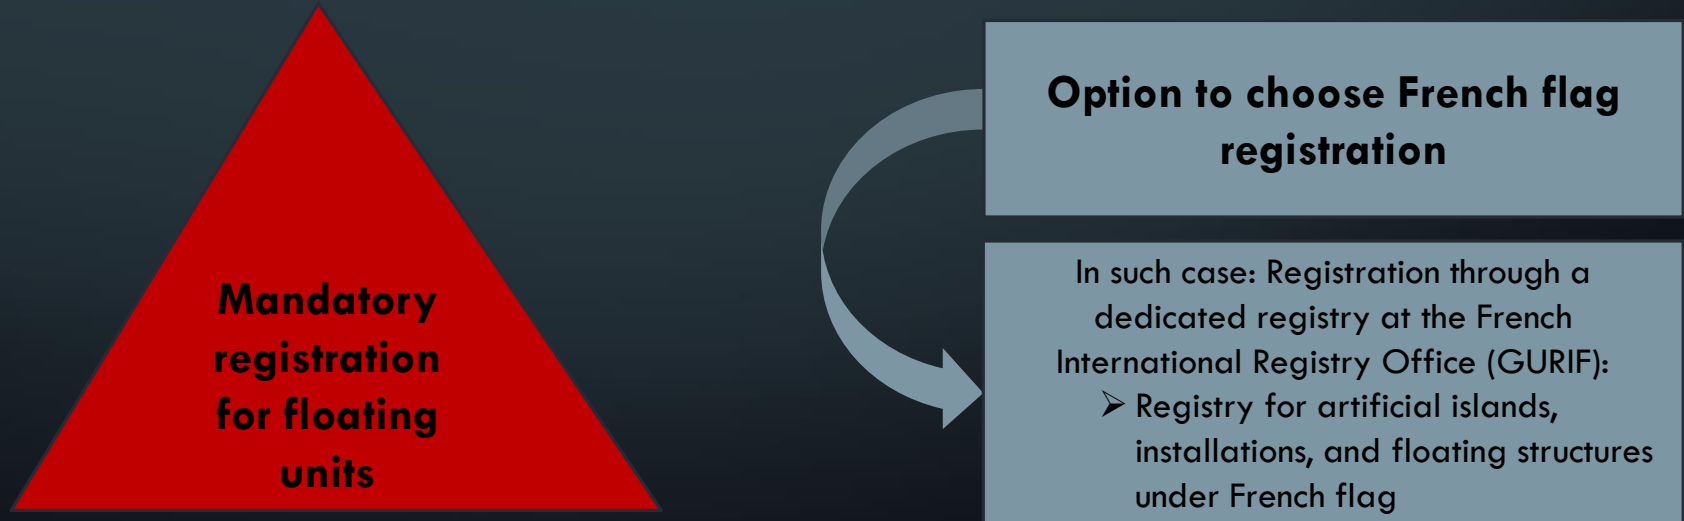 Mandatory
registration
for floating
units
Option to choose French flag
registration
In such case: Registration through a
dedicated registry at the French
International Registry Office (GURIF):
➢ Registry for artificial islands,
installations, and floating structures
under French flag